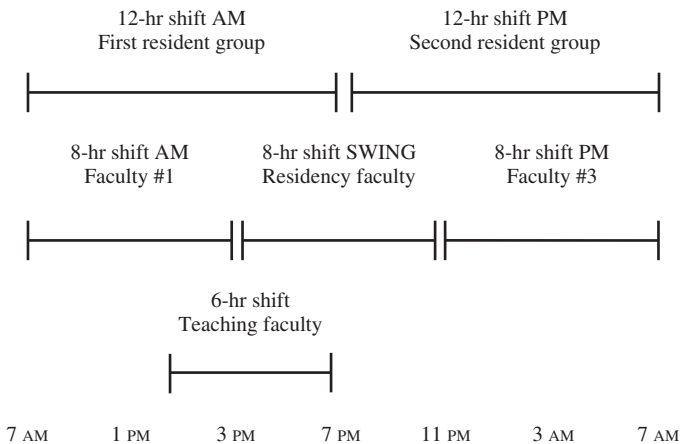 12-hr shift AM
First resident group
12-hr shift PM
Second resident group
8-hr shift AM
Faculty #1
8-hr shift SWING
Residency faculty
8-hr shift PM
Faculty #3
6-hr shift
Teaching faculty
7 AM 1 PM 3 PM 7 PM 11 PM 3 AM 7 AM